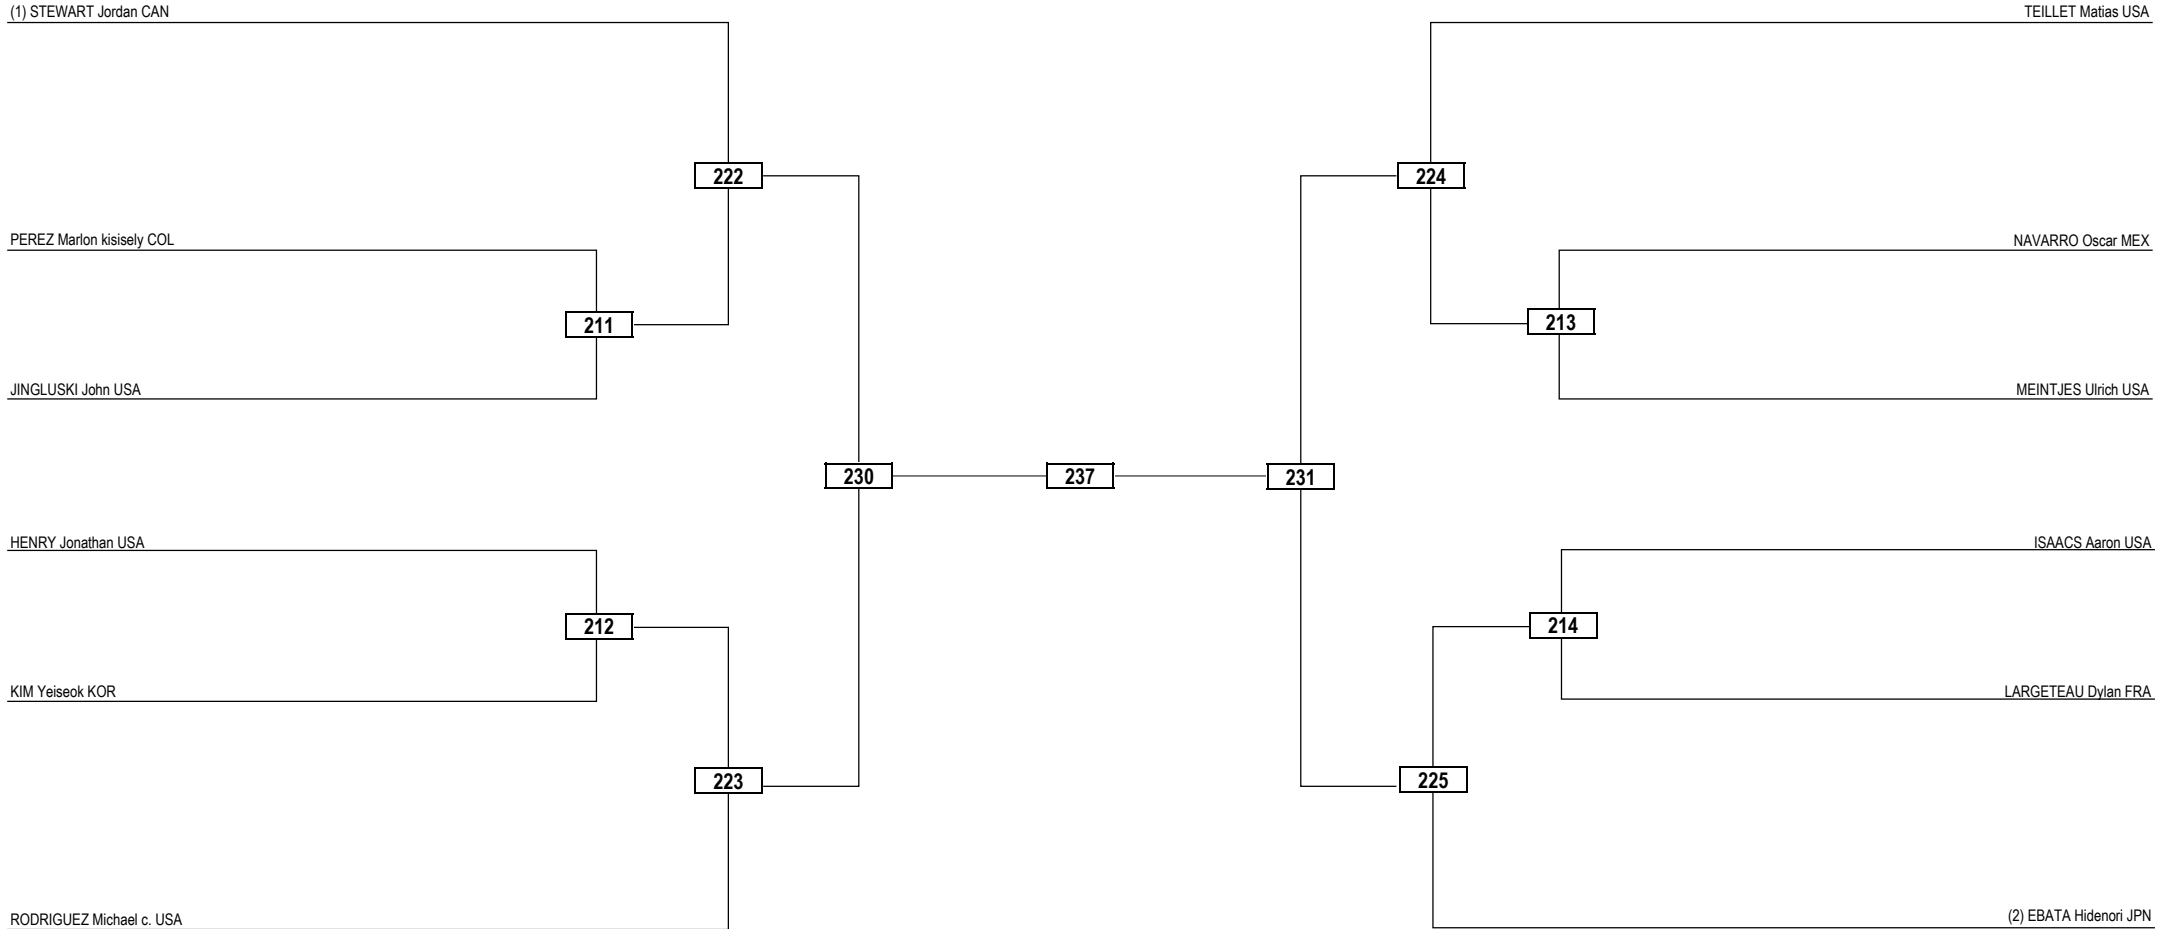 (1) STEWART Jordan CAN
TEILLET Matias USA
222
224
PEREZ Marlon kisisely COL
NAVARRO Oscar MEX
211
213
JINGLUSKI John USA
MEINTJES Ulrich USA
230
237
231
HENRY Jonathan USA
ISAACS Aaron USA
212
214
KIM Yeiseok KOR
LARGETEAU Dylan FRA
223
225
RODRIGUEZ Michael c. USA
(2) EBATA Hidenori JPN